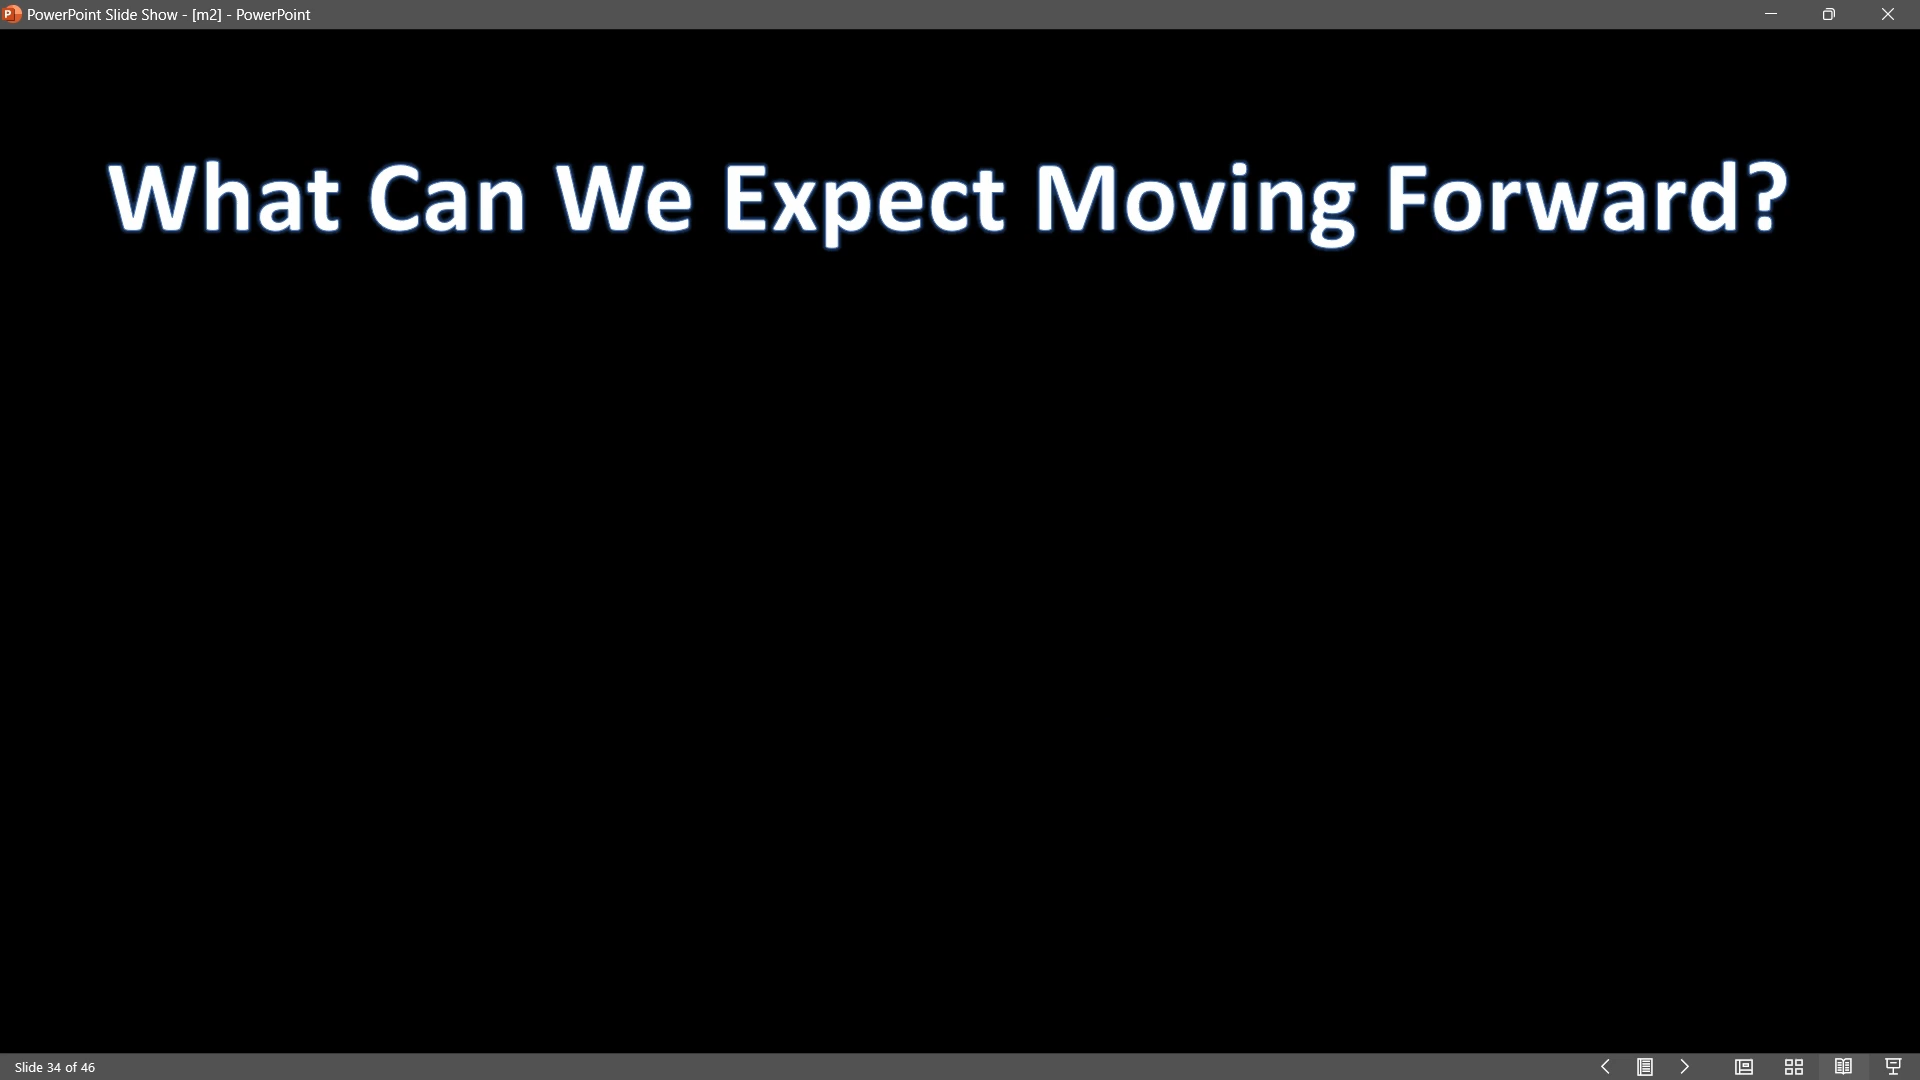 PowerPoint Slide Show - [m2] - PowerPoint
What Can We Expect Moving Forward?
Slide 34 of 46